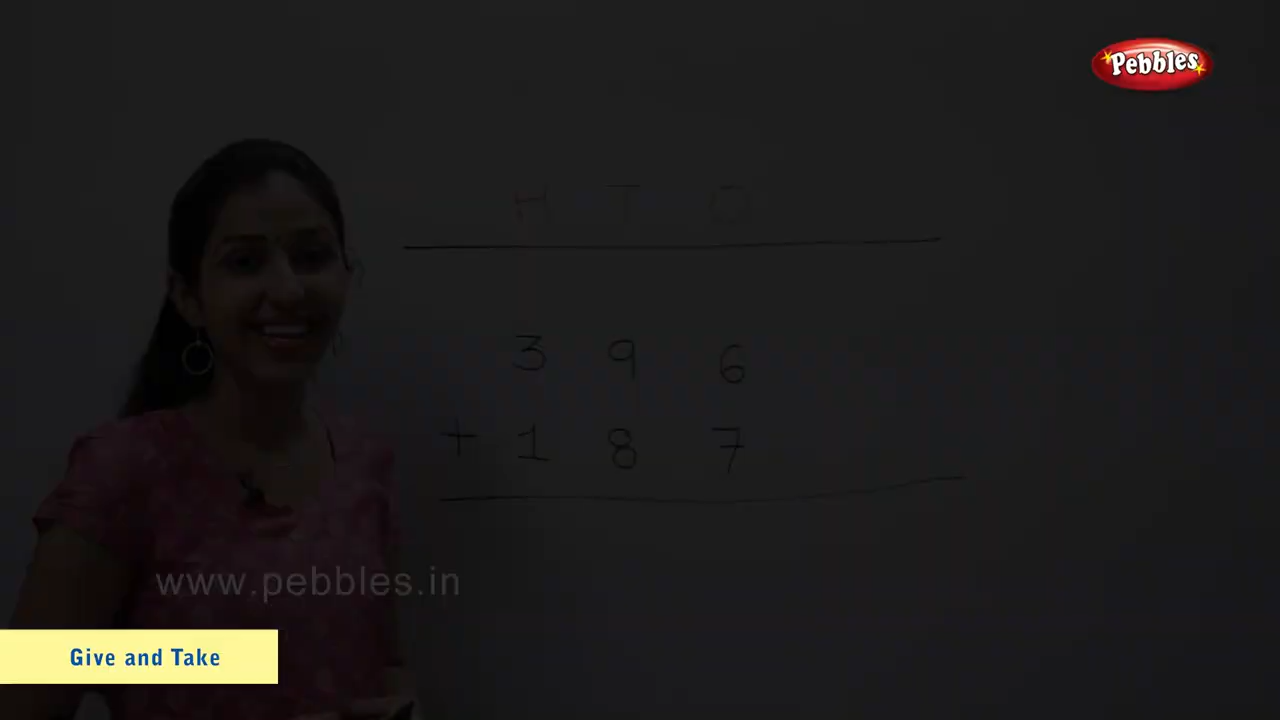 Pebbles
H T O
3 9 6
+ 1 8 7
www.pebbles.in
Give and Take